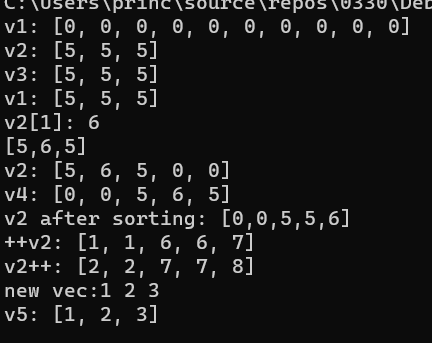 C:\Users\princ\source\repos\0330\Deb
v1: [0, 0, 0, 0, 0, 0, 0, 0, 0, 0]
v2: [5, 5, 5]
v3: [5, 5, 5]
v1: [5, 5, 5]
v2[1]: 6
[5,6,5]
v2: [5, 6, 5, 0, 0]
v4: [0, 0, 5, 6, 5]
v2 after sorting: [0,0,5,5,6]
++v2: [1, 1, 6, 6, 7]
v2++: [2, 2, 7, 7, 8]
new vec:1 2 3
v5: [1, 2, 3]